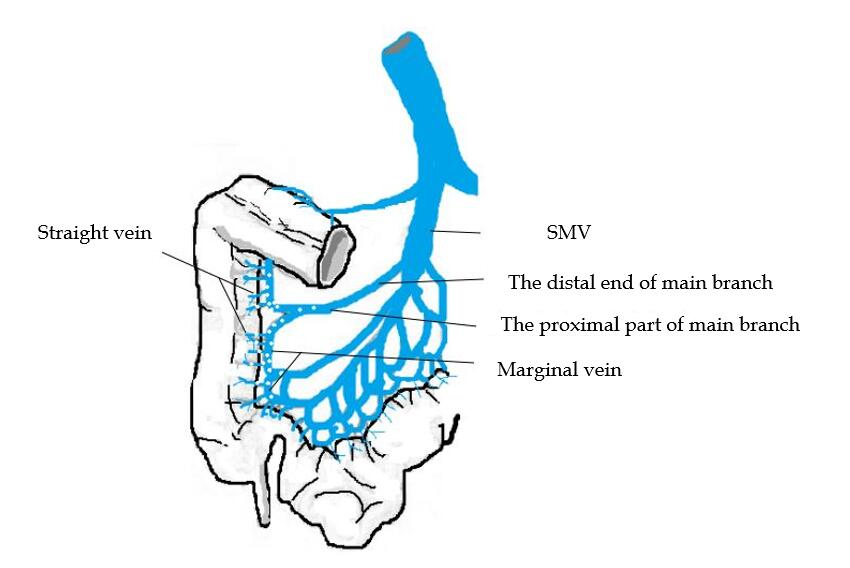 Straight vein
SMV
The distal end of main branch
The proximal part of main branch
Marginal vein